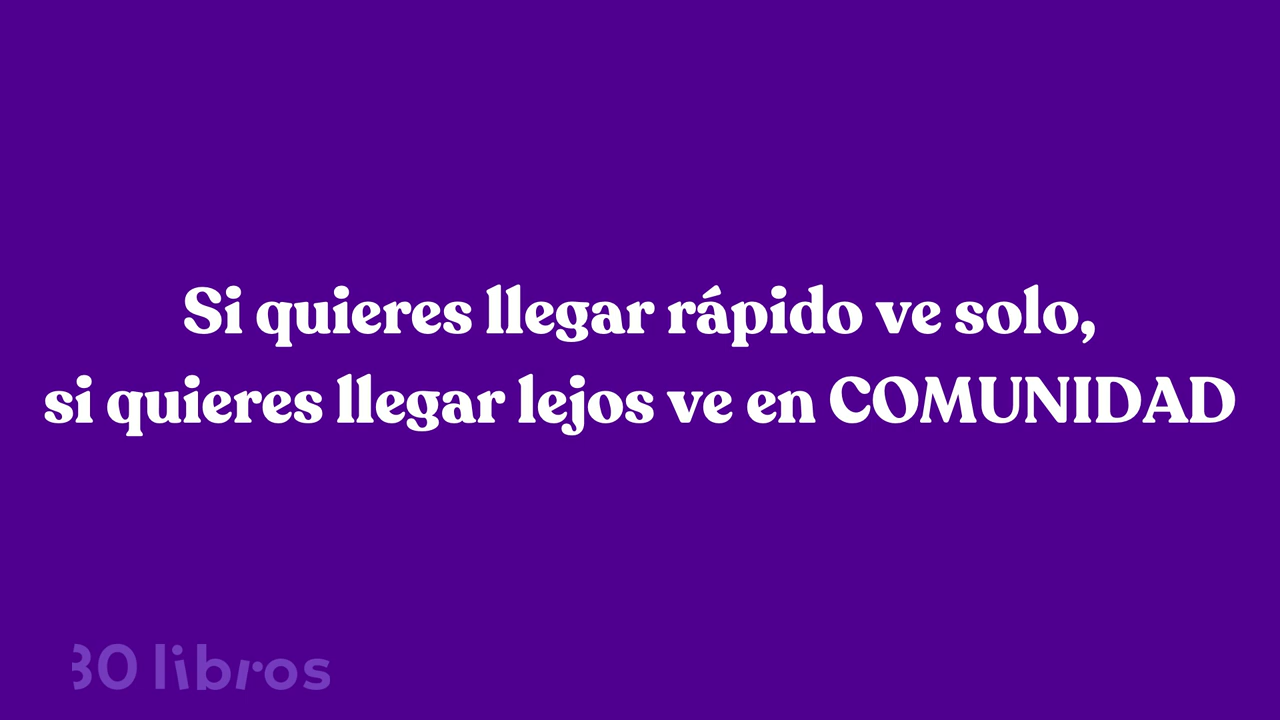 Si quieres llegar rápido ve solo,
si quieres llegar lejos ve en COMUNIDAD
30 libros